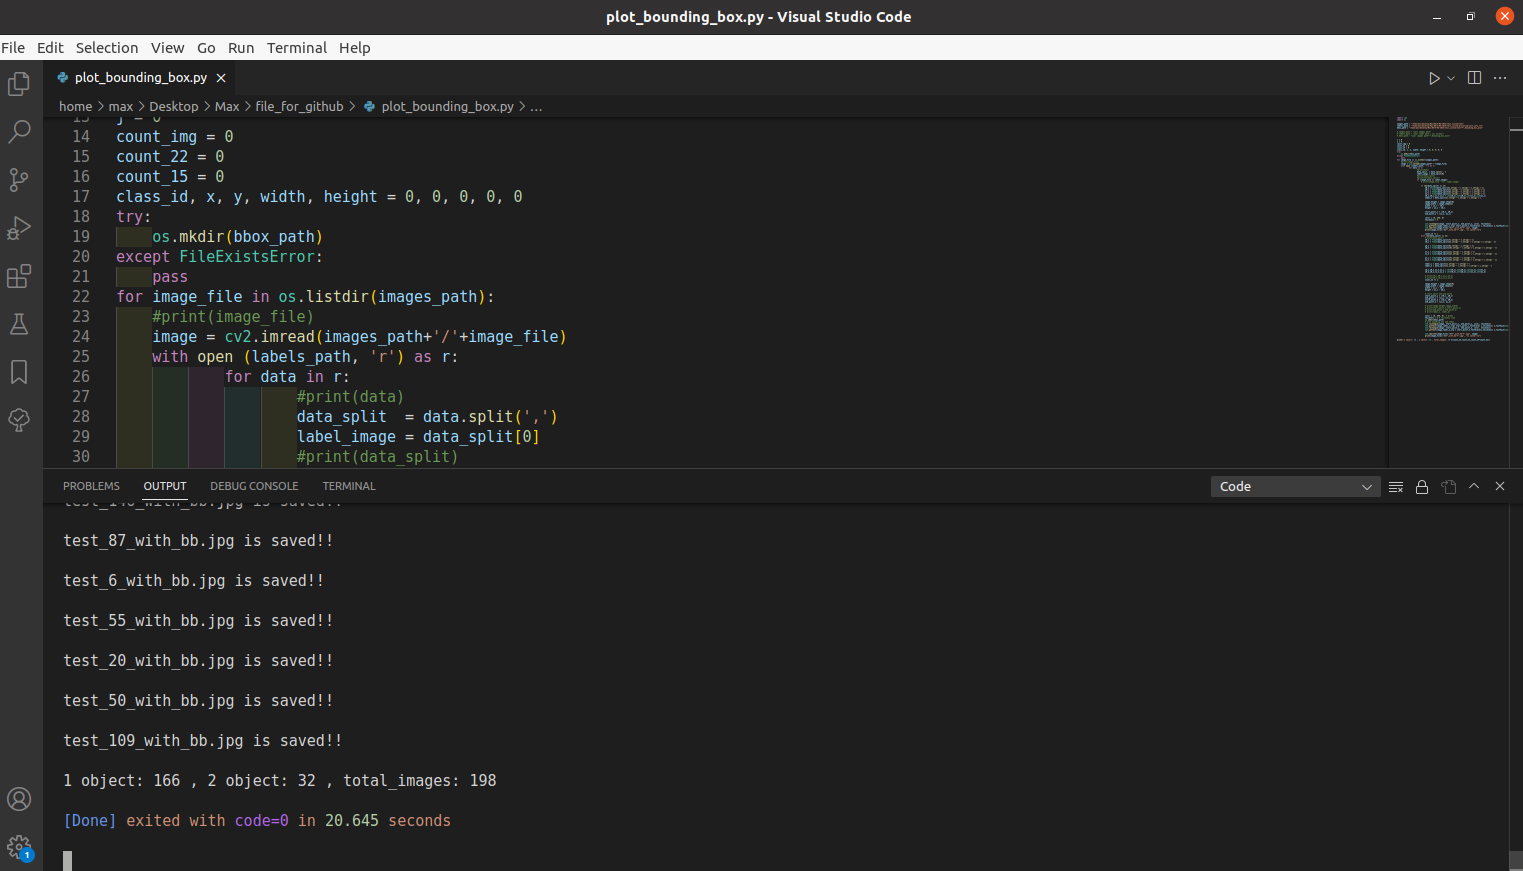 plot_bounding_box.py - Visual Studio Code
File Edit Selection View Go Run Terminal Help
plot_bounding_box.py
home > max > Desktop > Max > file_for_github > plot_bounding_box.py > ...
13 j = 0
14 count_img = 0
15 count_22 = 0
16 count_15 = 0
17 class_id, x, y, width, height = 0, 0, 0, 0, 0
18 try:
19 os.mkdir(bbox_path)
20 except FileExistsError:
21 pass
22 for image_file in os.listdir(images_path):
23 #print(image_file)
24 image = cv2.imread(images_path+'/'+image_file)
25 with open (labels_path, 'r') as r:
26 for data in r:
27 #print(data)
28 data_split  = data.split(',')
29 label_image = data_split[0]
30 #print(data_split)
PROBLEMS OUTPUT DEBUG CONSOLE TERMINAL Code
test_146_with_bb.jpg is saved!!
test_87_with_bb.jpg is saved!!
test_6_with_bb.jpg is saved!!
test_55_with_bb.jpg is saved!!
test_20_with_bb.jpg is saved!!
test_50_with_bb.jpg is saved!!
test_109_with_bb.jpg is saved!!
1 object: 166 , 2 object: 32 , total_images: 198
[Done] exited with code=0 in 20.645 seconds
1